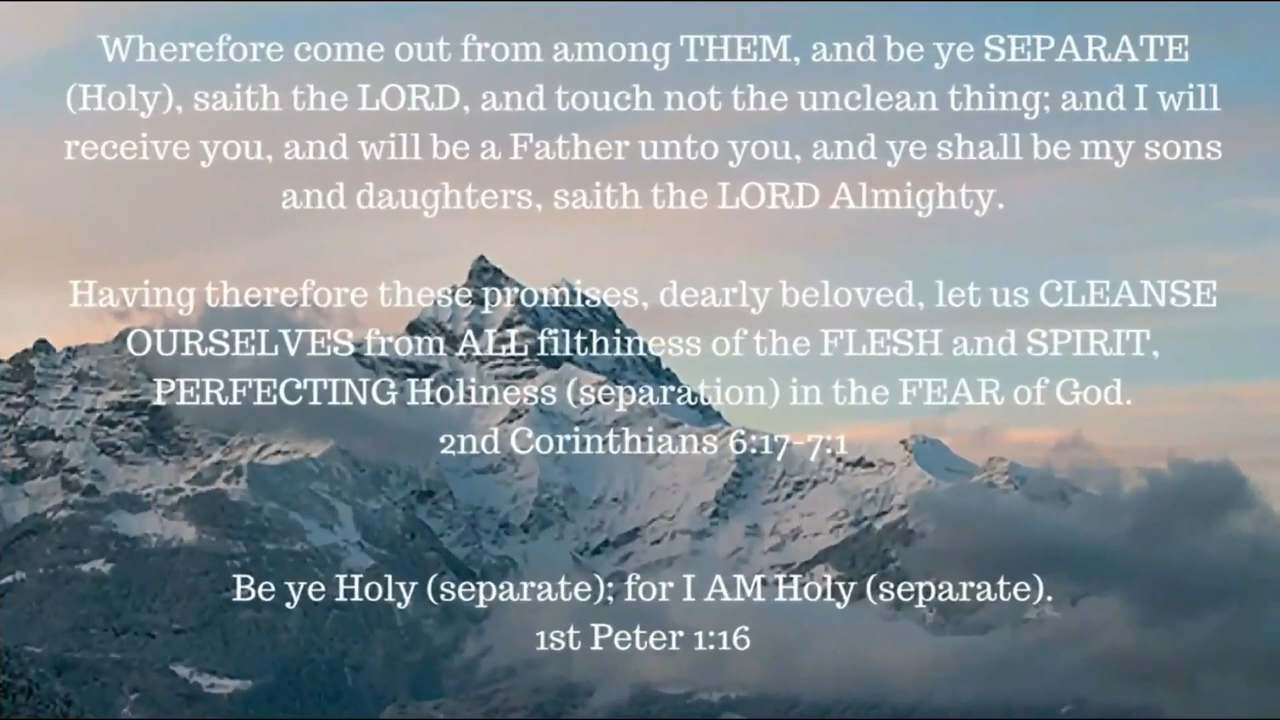 Wherefore come out from among THEM, and be ye SEPARATE
(Holy), saith the LORD, and touch not the unclean thing; and I will
receive you, and will be a Father unto you, and ye shall be my sons
and daughters, saith the LORD Almighty.
Having therefore these promises, dearly beloved, let us CLEANSE
OURSELVES from ALL filthiness of the FLESH and SPIRIT,
PERFECTING Holiness (separation) in the FEAR of God.
2nd Corinthians 6:17-7:1
Be ye Holy (separate); for I AM Holy (separate).
1st Peter 1:16